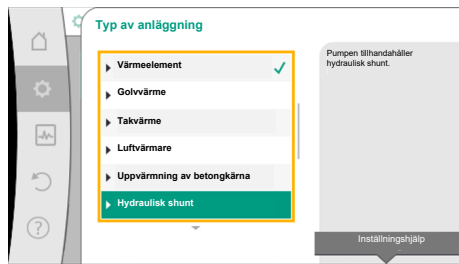 Typ av anläggning
Värmeelement
Golvvärme
Takvärme
Luftvärmare
Uppvärmning av betongkärna
Hydraulisk shunt
Pumpen tillhandahåller
hydraulisk shunt.
Inställningshjälp